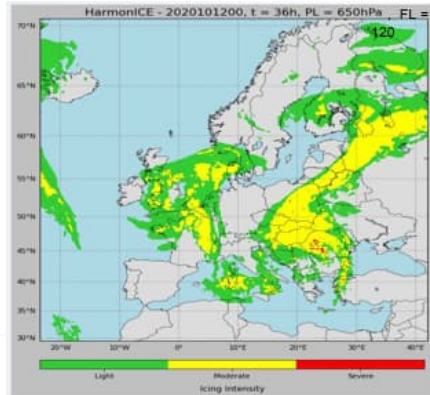 HarmonICE - 2020101200, t = 36h, PL = 650hPa , FL =
120
70°N
65°N
60°N
55°N
50°N
45°N
40°N
35°N
30°N
20°W
10°W
0°
10°E
20°E
30°E
40°E
Light
Moderate
Severe
Icing Intensity